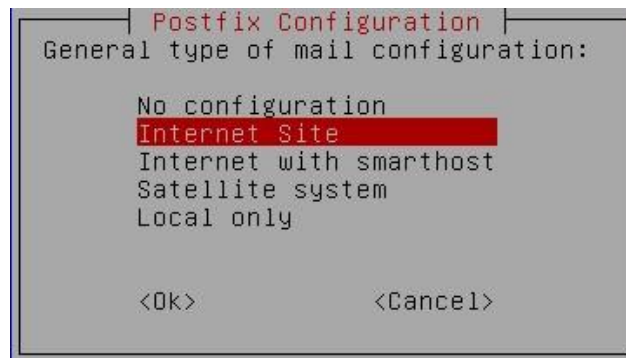 Postfix Configuration
General type of mail configuration:
No configuration
Internet Site
Internet with smarthost
Satellite system
Local only
<Ok> <Cancel>